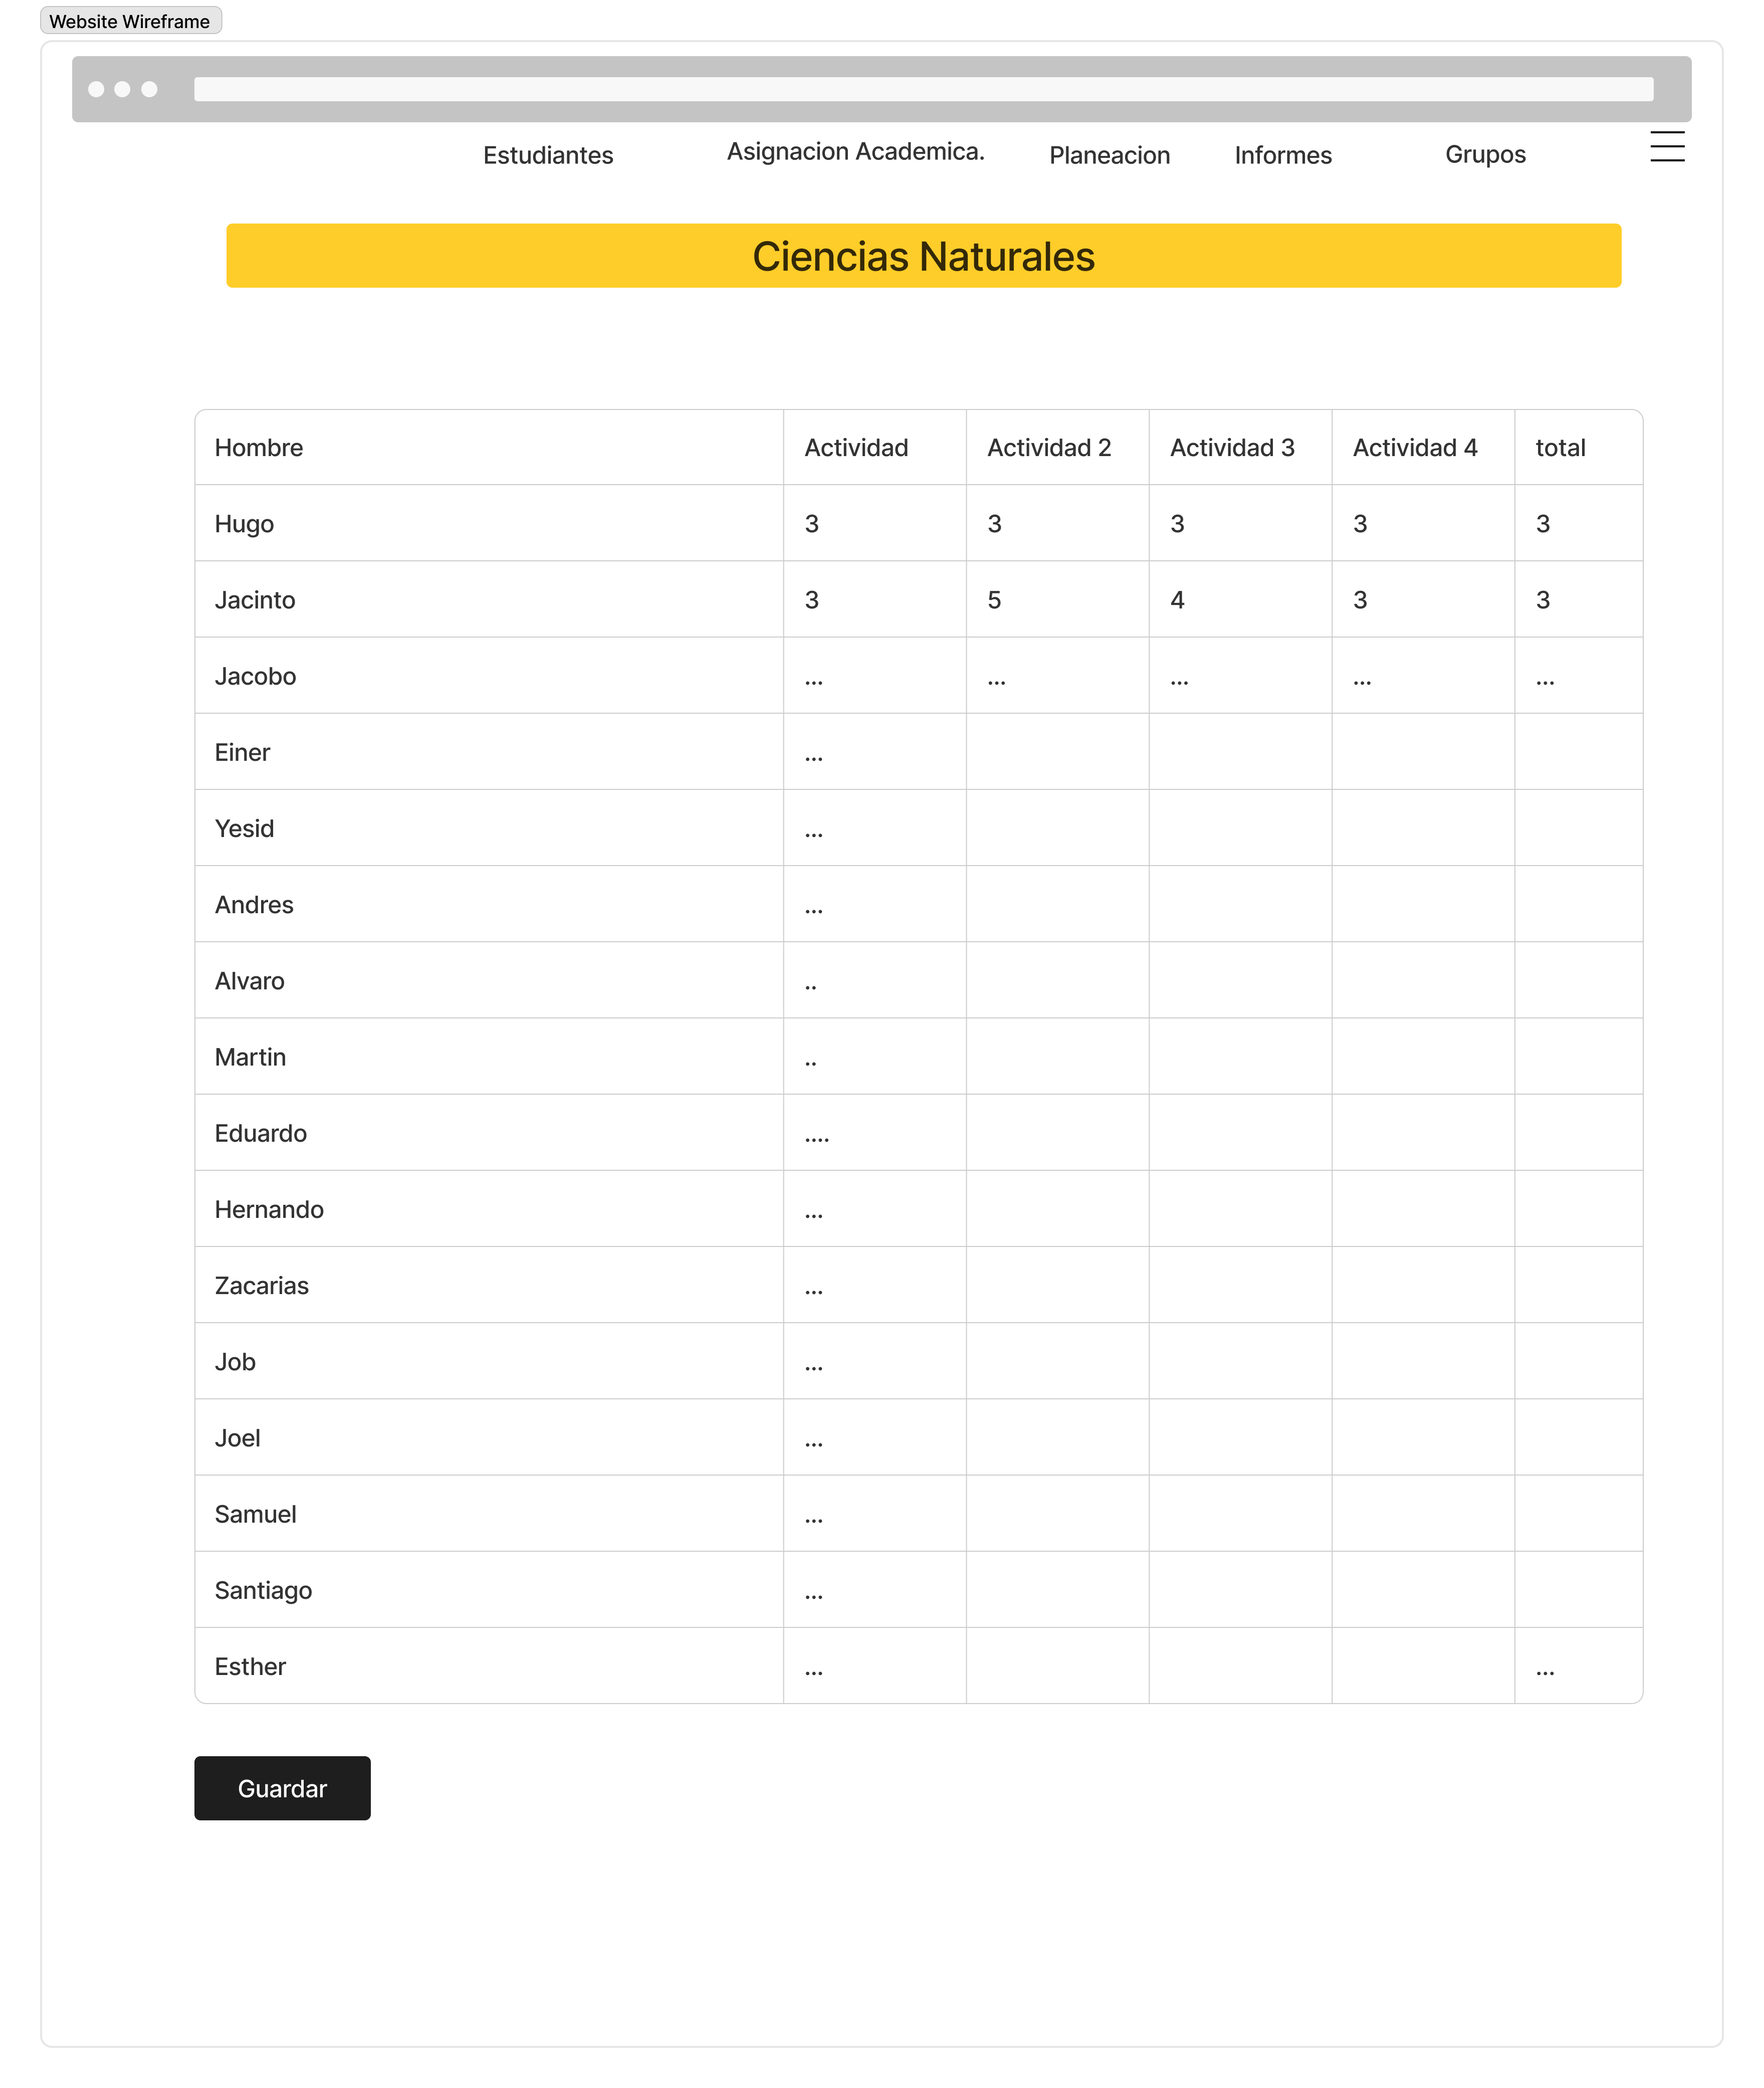 Website Wireframe
Estudiantes Asignacion Academica. Planeacion Informes Grupos
Ciencias Naturales
Hombre Actividad Actividad 2 Actividad 3 Actividad 4 total
Hugo 3 3 3 3 3
Jacinto 3 5 4 3 3
Jacobo ... ... ... ... ...
Einer ...
Yesid ...
Andres ...
Alvaro ..
Martin ..
Eduardo ....
Hernando ...
Zacarias ...
Job ...
Joel ...
Samuel ...
Santiago ...
Esther ... ...
Guardar